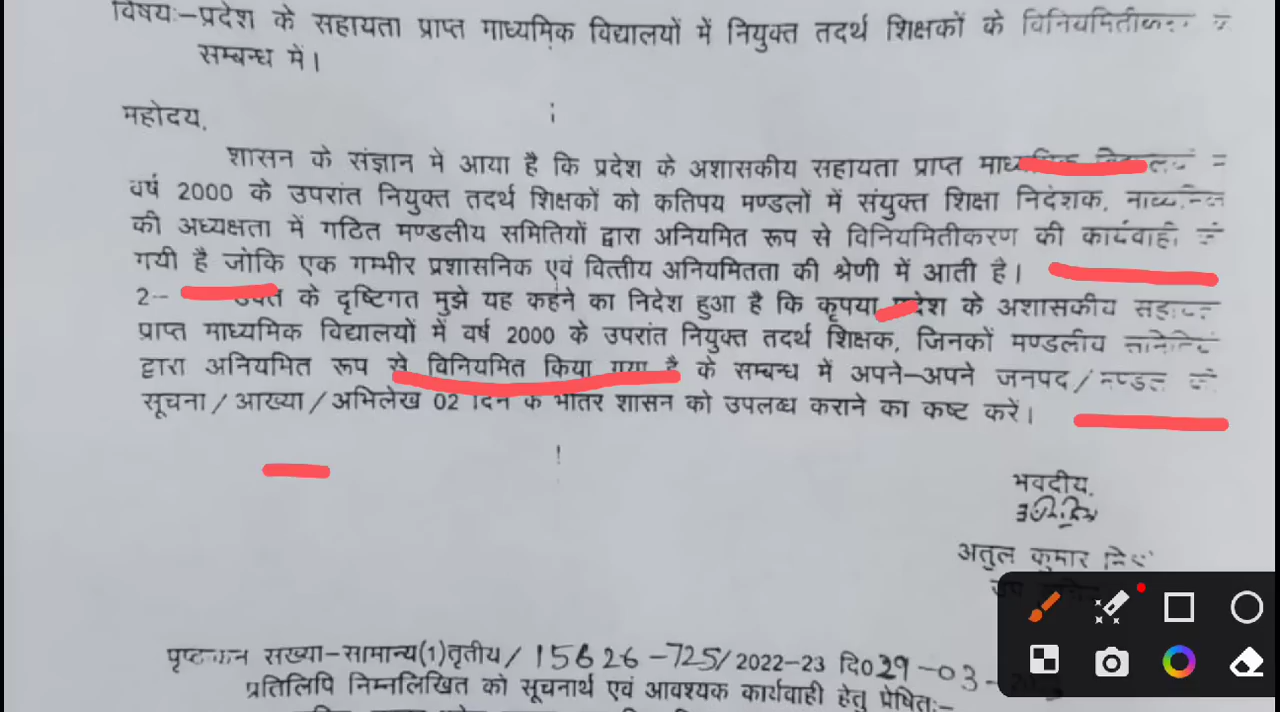 विषयः–प्रदेश के सहायता प्राप्त माध्यमिक विद्यालयों में नियुक्त तदर्थ शिक्षकों के
सम्बन्ध में।
महोदय,
शासन के संज्ञान में आया है कि प्रदेश के अशासकीय सहायता प्राप्त
वर्ष 2000 के उपरांत नियुक्त तदर्थ शिक्षकों को कतिपय मण्डलों में संयुक्त शिक्षा निदेशक,
की अध्यक्षता में गठित मण्डलीय समितियों द्वारा अनियमित रूप से विनियमितीकरण की कार्यवाही
गयी है जोकि एक गम्भीर प्रशासनिक एवं वित्तीय अनियमितता की श्रेणी में आती है।
2– के दृष्टिगत मुझे यह कहने का निदेश हुआ है कि कृपया प्रदेश के अशासकीय
प्राप्त माध्यमिक विद्यालयों में वर्ष 2000 के उपरांत नियुक्त तदर्थ शिक्षक, जिनकों मण्डलीय
द्वारा अनियमित रूप से विनियमित किया गया है के सम्बन्ध में अपने–अपने जनपद/
सूचना/आख्या/अभिलेख 02 दिन के भीतर शासन को उपलब्ध कराने का कष्ट करें।
भवदीय,
अतुल कुमार
सख्या–सामान्य(1)तृतीय/15626-725/2022–23 दि029-03-
प्रतिलिपि निम्नलिखित को सूचनार्थ एवं आवश्यक कार्यवाही हेतु प्रेषितः–